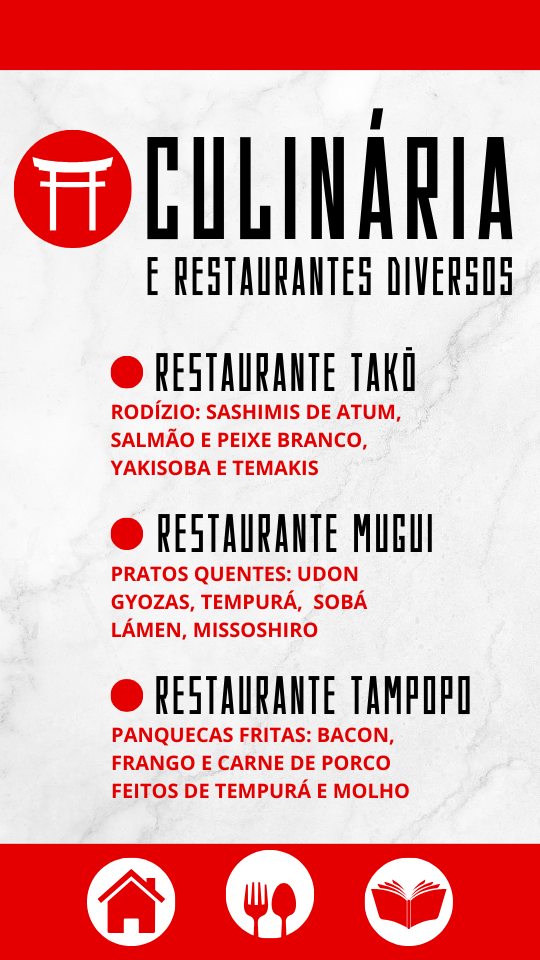 CULINÁRIA
E RESTAURANTES DIVERSOS
RESTAURANTE TAKŌ
RODÍZIO: SASHIMIS DE ATUM,
SALMÃO E PEIXE BRANCO,
YAKISOBA E TEMAKIS
RESTAURANTE MUGUI
PRATOS QUENTES: UDON
GYOZAS, TEMPURÁ,  SOBÁ
LÁMEN, MISSOSHIRO
RESTAURANTE TAMPOPO
PANQUECAS FRITAS: BACON,
FRANGO E CARNE DE PORCO
FEITOS DE TEMPURÁ E MOLHO